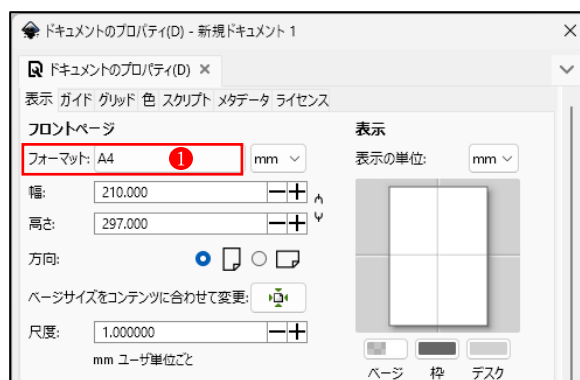 ドキュメントのプロパティ(D) - 新規ドキュメント 1
ドキュメントのプロパティ(D)
表示 ガイド グリッド 色 スクリプト メタデータ ライセンス
フロントページ
フォーマット: A4 1 mm
幅: 210.000
高さ: 297.000
方向:
ページサイズをコンテンツに合わせて変更:
尺度: 1.000000
mm ユーザ単位ごと
表示
表示の単位: mm
ページ 枠 デスク